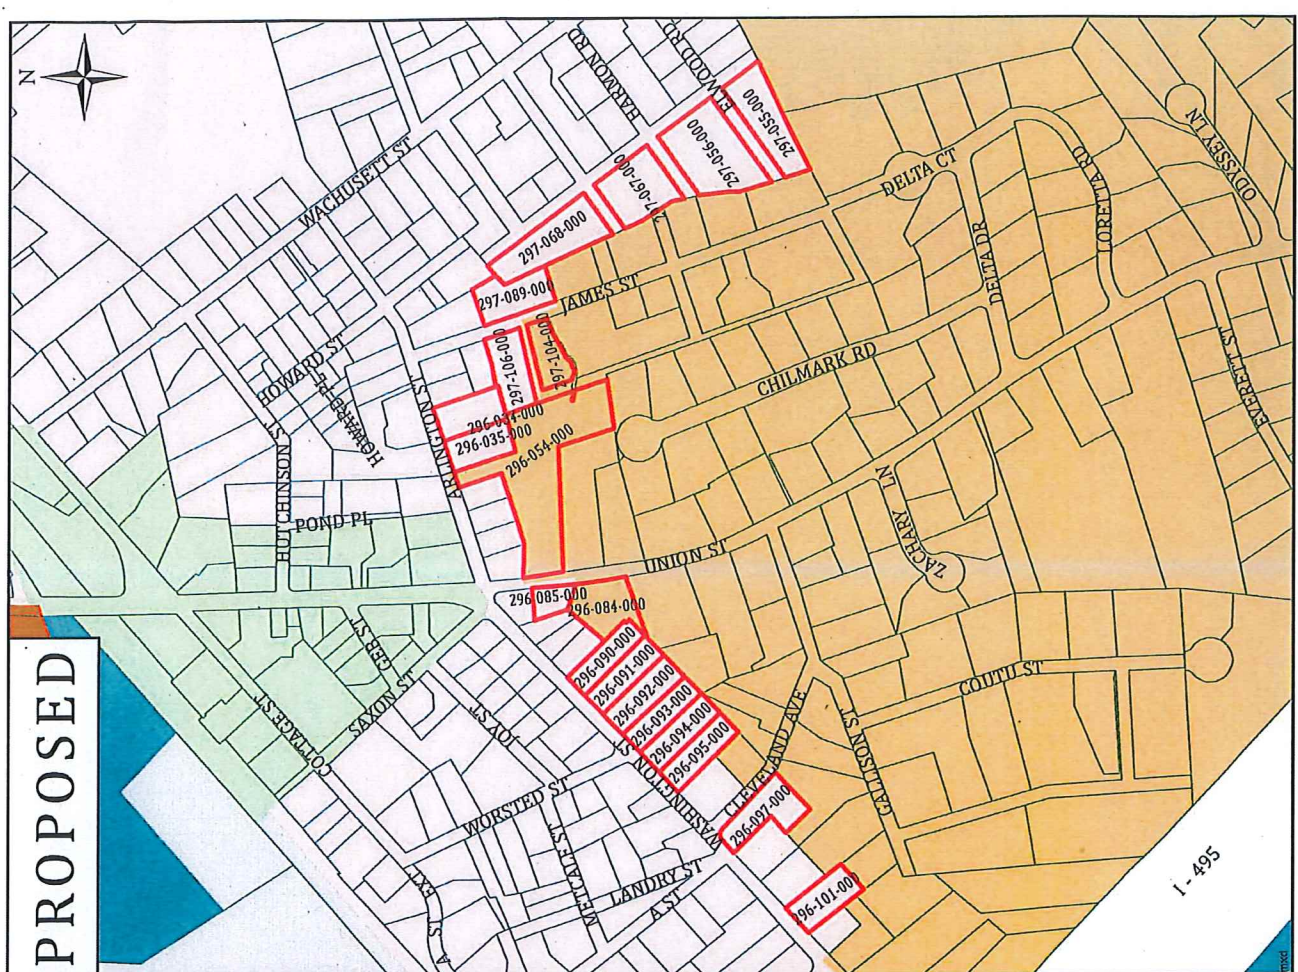 N
HARMON RD
ELWOOD RD
297-055-000
297-056-000
297-067-000
297-068-000
WACHUSETT ST
297-089-000
JAMES ST
297-104-000
297-106-000
DELTA CT
ODYSSEY LN
LORETTA RD
DELTA DR
CHILMARK RD
EVERETT ST
HOWARD ST
HOWARD PL
ARLINGTON ST
296-034-000
296-035-000
296-054-000
HUTCHINSON ST
POND PL
UNION ST
ZACHARY LN
296-085-000
296-084-000
296-090-000
296-091-000
296-092-000
296-093-000
296-094-000
296-095-000
GEB ST
SAXON ST
COTTAGE ST
JOY ST
WASHINGTON ST
CLEVELAND AVE
COUTU ST
WORSTED ST
296-097-000
METCALF ST
LANDRY ST
A ST
A ST EXT
296-101-000
I - 495
PROPOSED
mxd